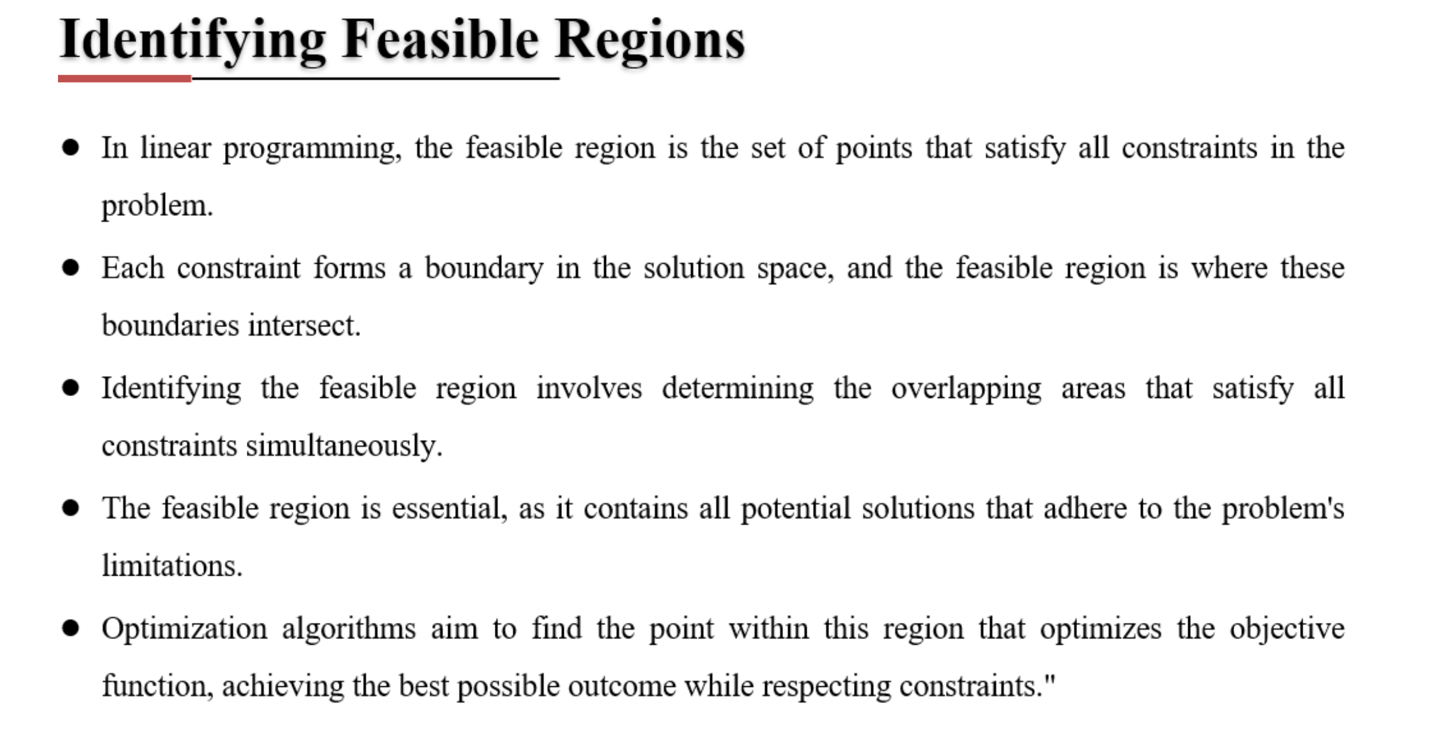 Identifying Feasible Regions
● In linear programming, the feasible region is the set of points that satisfy all constraints in the
problem.
● Each constraint forms a boundary in the solution space, and the feasible region is where these
boundaries intersect.
● Identifying the feasible region involves determining the overlapping areas that satisfy all
constraints simultaneously.
● The feasible region is essential, as it contains all potential solutions that adhere to the problem's
limitations.
● Optimization algorithms aim to find the point within this region that optimizes the objective
function, achieving the best possible outcome while respecting constraints."